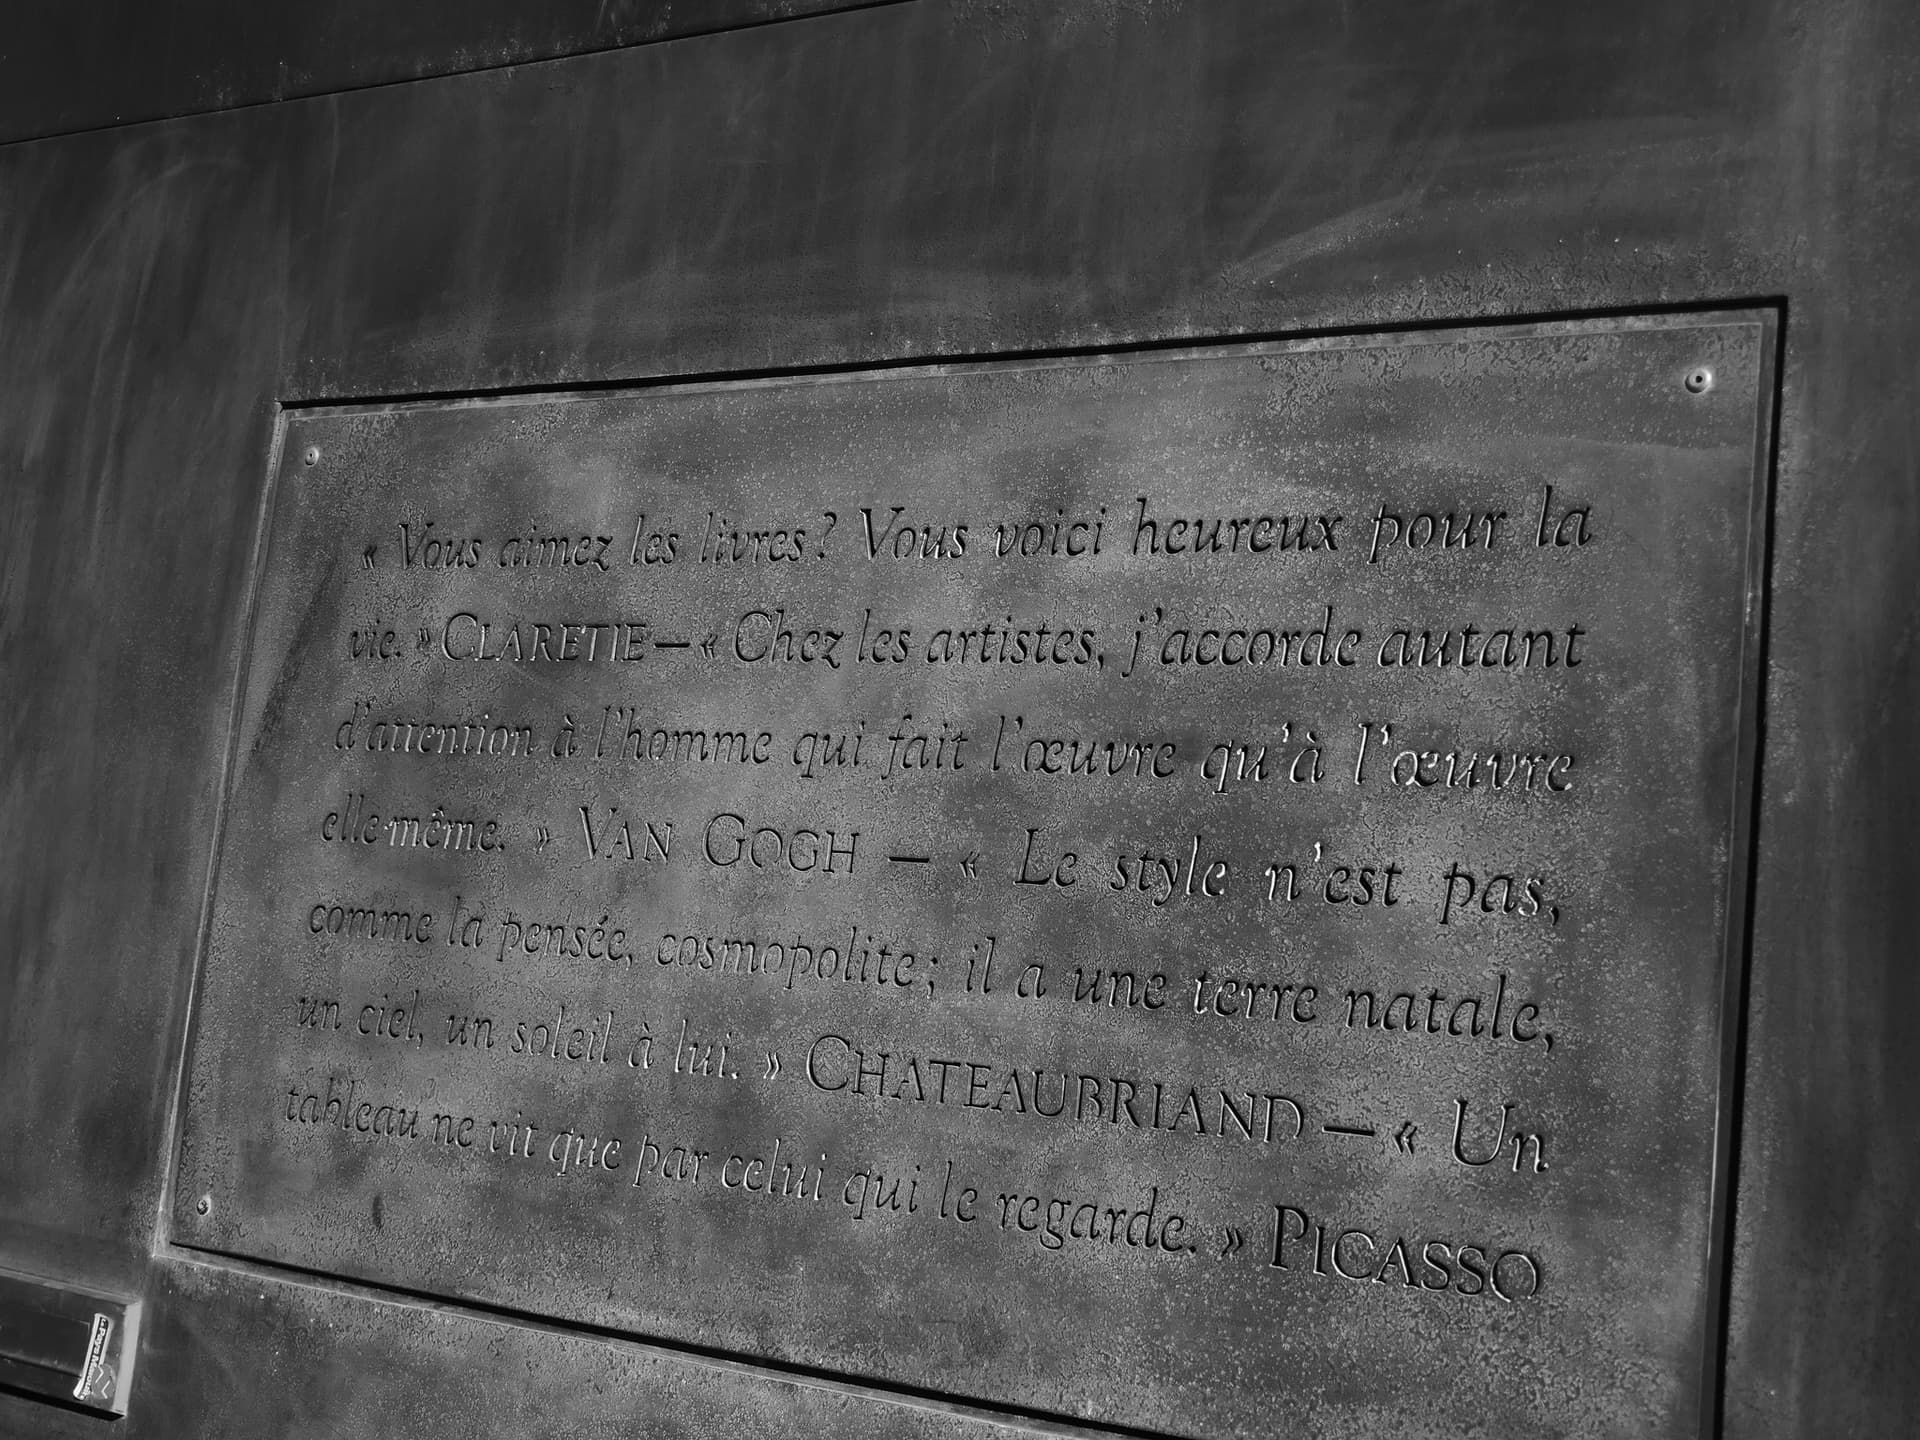 « Vous aimez les livres ? Vous voici heureux pour la
vie. » CLARETIE – « Chez les artistes, j'accorde autant
d'attention à l'homme qui fait l'œuvre qu'à l'œuvre
elle-même. » VAN GOGH – « Le style n'est pas,
comme la pensée, cosmopolite ; il a une terre natale,
un ciel, un soleil à lui. » CHATEAUBRIAND – « Un
tableau ne vit que par celui qui le regarde. » PICASSO